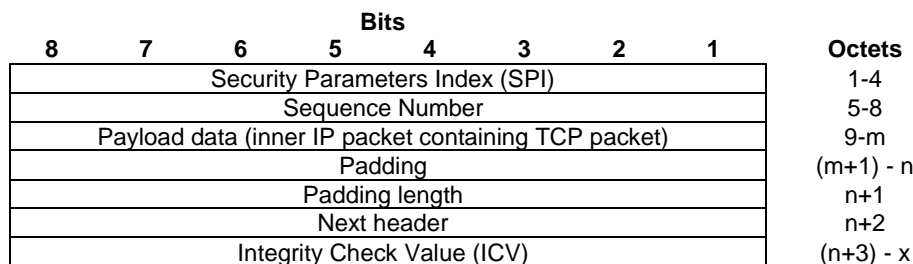 Bits
8 7 6 5 4 3 2 1 Octets
Security Parameters Index (SPI) 1-4
Sequence Number 5-8
Payload data (inner IP packet containing TCP packet) 9-m
Padding (m+1) - n
Padding length n+1
Next header n+2
Integrity Check Value (ICV) (n+3) - x